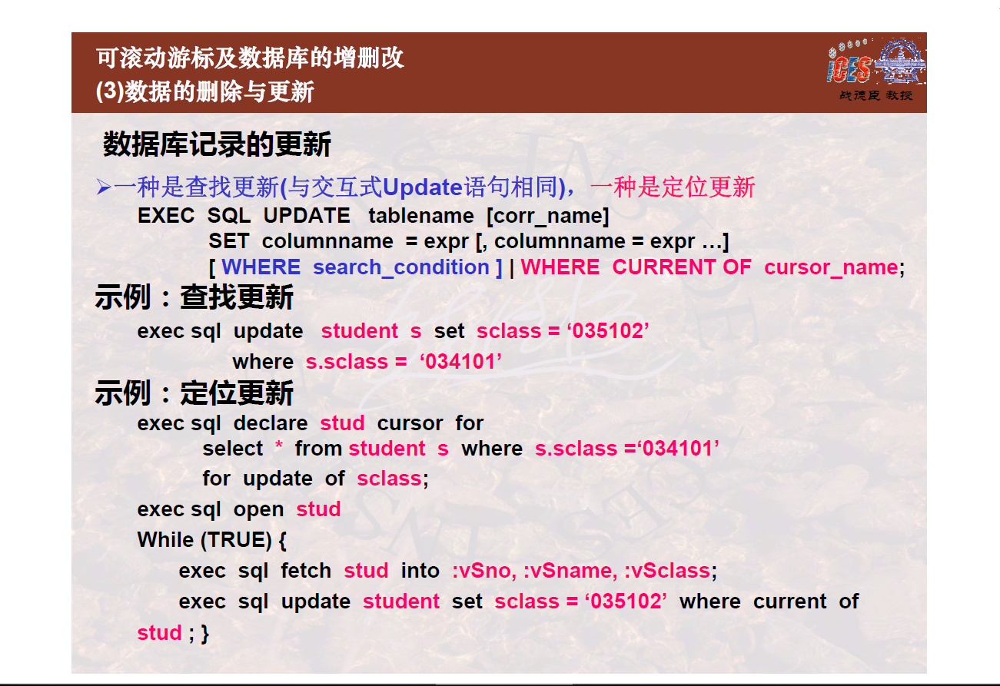 可滚动游标及数据库的增删改
(3)数据的删除与更新
iCES
战德臣 教授
数据库记录的更新
➢一种是查找更新(与交互式Update语句相同)，一种是定位更新
EXEC SQL UPDATE tablename [corr_name]
SET columnname = expr [, columnname = expr …]
[ WHERE search_condition ] | WHERE CURRENT OF cursor_name;
示例：查找更新
exec sql update student s set sclass = ‘035102’
where s.sclass = ‘034101’
示例：定位更新
exec sql declare stud cursor for
select * from student s where s.sclass =‘034101’
for update of sclass;
exec sql open stud
While (TRUE) {
exec sql fetch stud into :vSno, :vSname, :vSclass;
exec sql update student set sclass = ‘035102’ where current of
stud ; }